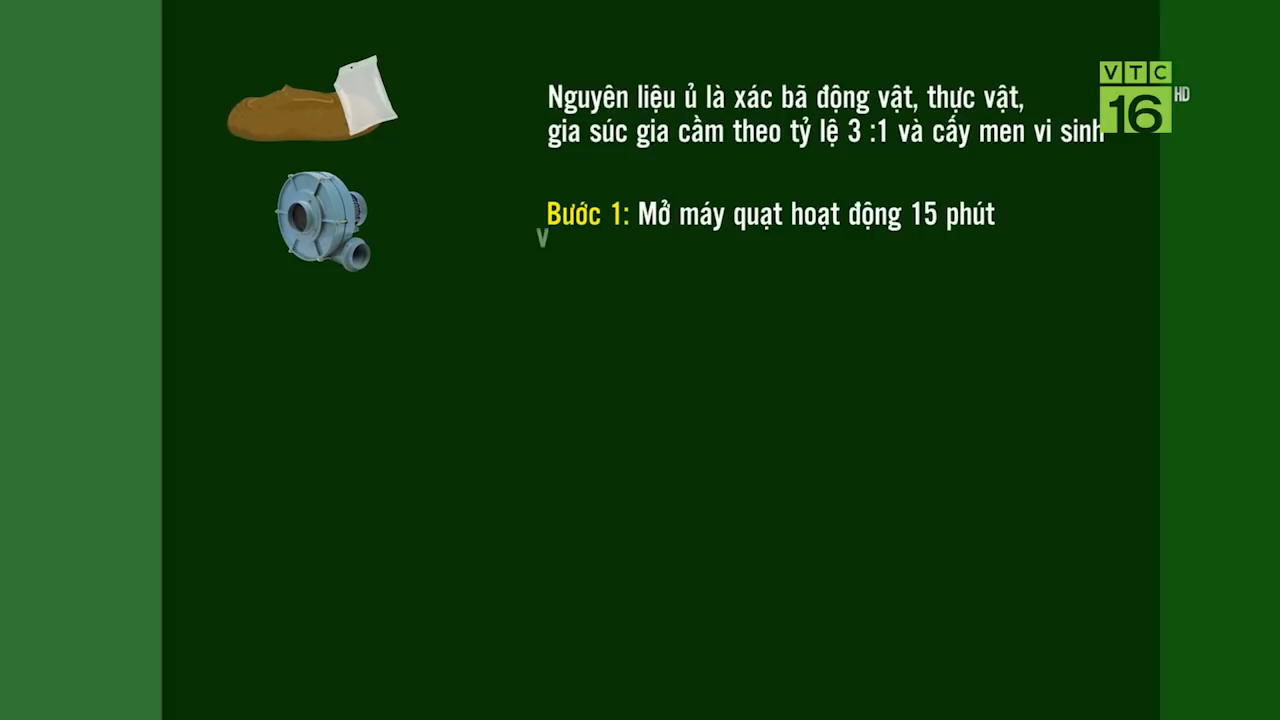 VTC
16
HD
Nguyên liệu ủ là xác bã động vật, thực vật,
gia súc gia cầm theo tỷ lệ 3 :1 và cấy men vi sinh
Bước 1: Mở máy quạt hoạt động 15 phút
V